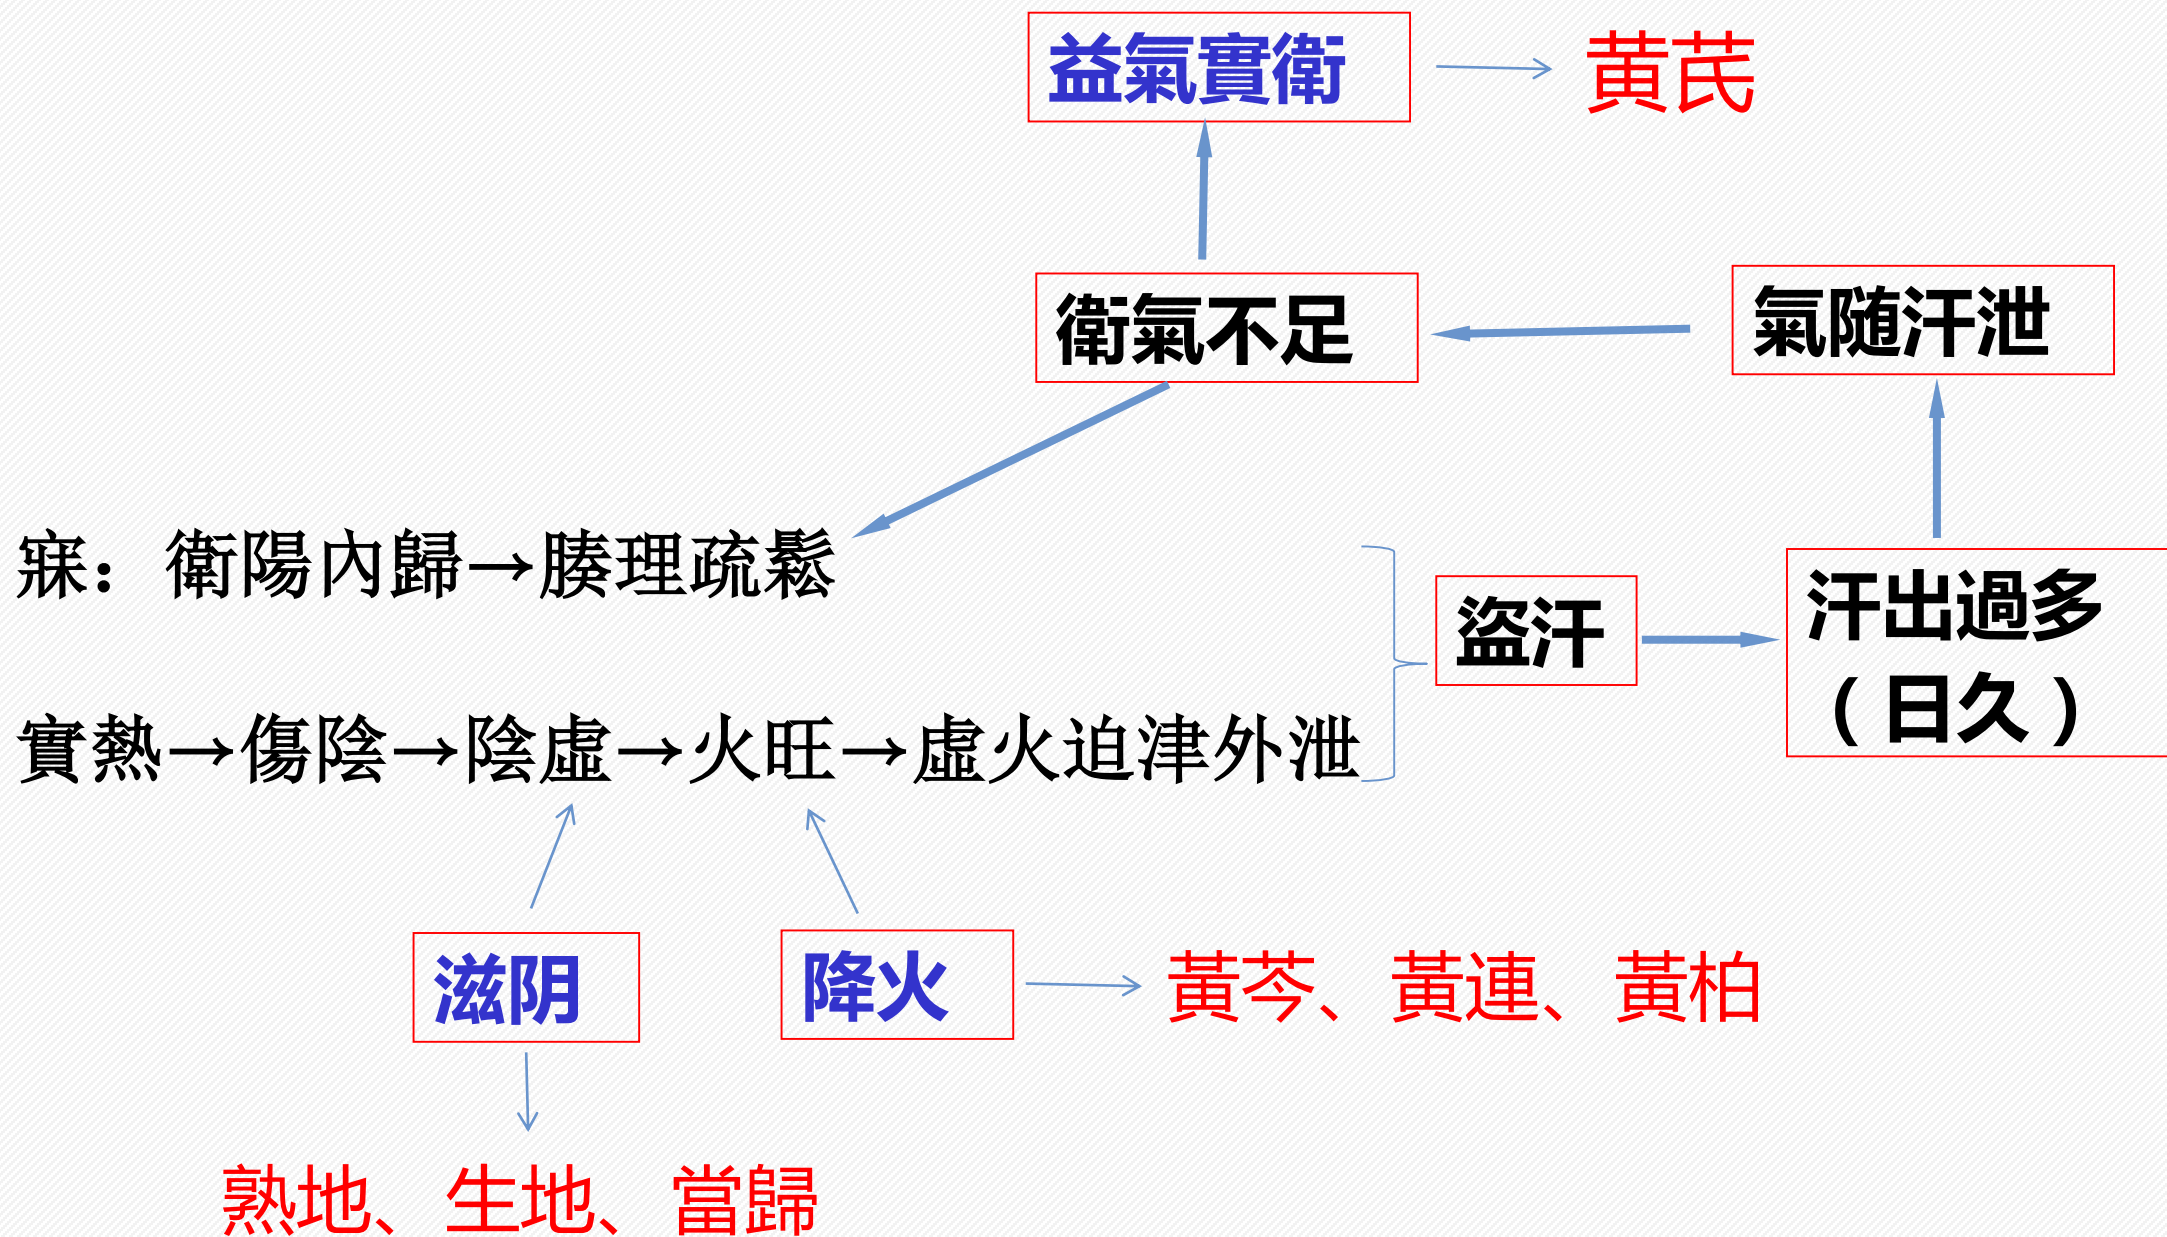 益氣實衛
黄芪
衛氣不足
氣随汗泄
寐：衛陽內歸→腠理疏鬆
盜汗
汗出過多
（日久）
實熱→傷陰→陰虛→火旺→虛火迫津外泄
滋阴
降火
黃芩、黃連、黃柏
熟地、生地、當歸